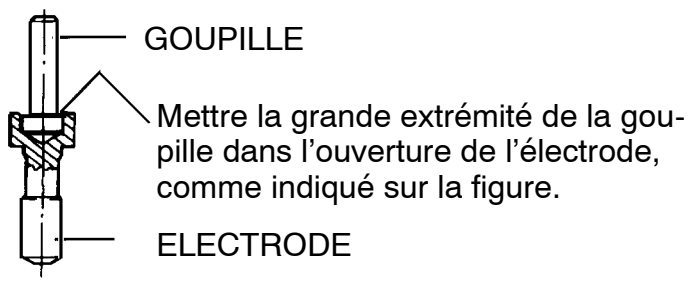 GOUPILLE
Mettre la grande extrémité de la gou-
pille dans l’ouverture de l’électrode,
comme indiqué sur la figure.
ELECTRODE